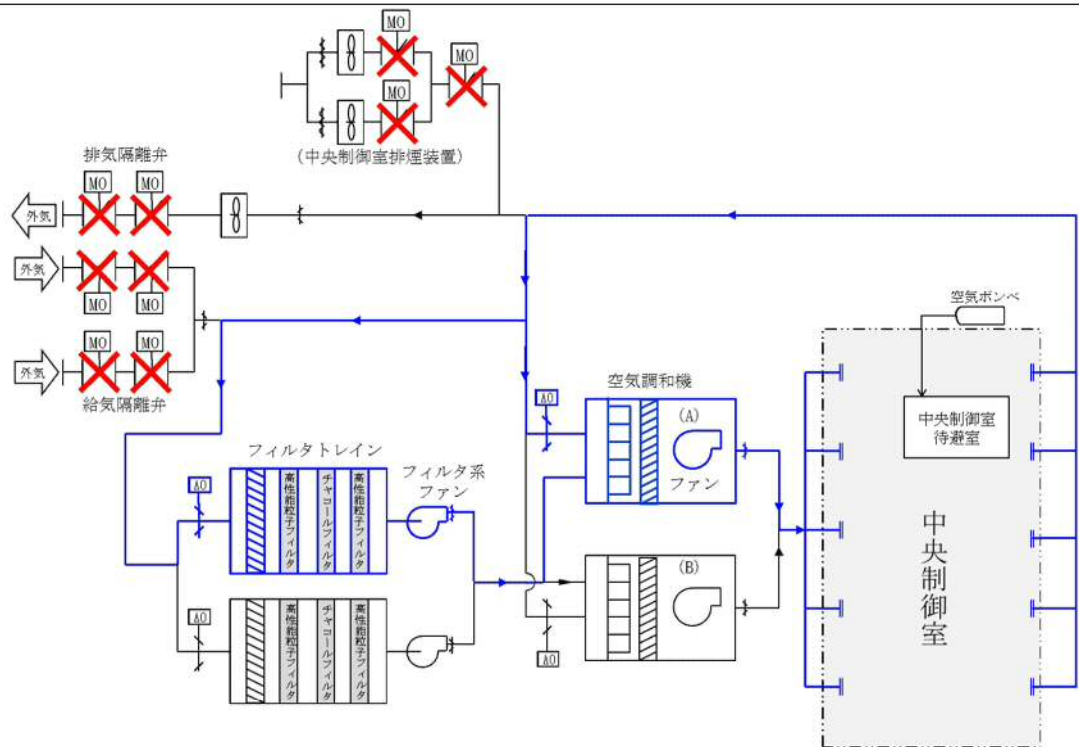 MO
MO
MO
(中央制御室排煙装置)
排気隔離弁
MO
MO
外気
外気
MO
MO
MO
MO
外気
給気隔離弁
空気ボンベ
空気調和機
AO
(A)
ファン
中央制御室
待避室
フィルタトレイン
フィルタ系
ファン
AO
高性能粒子フィルタ
チャコールフィルタ
高性能粒子フィルタ
(B)
AO
AO
高性能粒子フィルタ
チャコールフィルタ
高性能粒子フィルタ
中央制御室